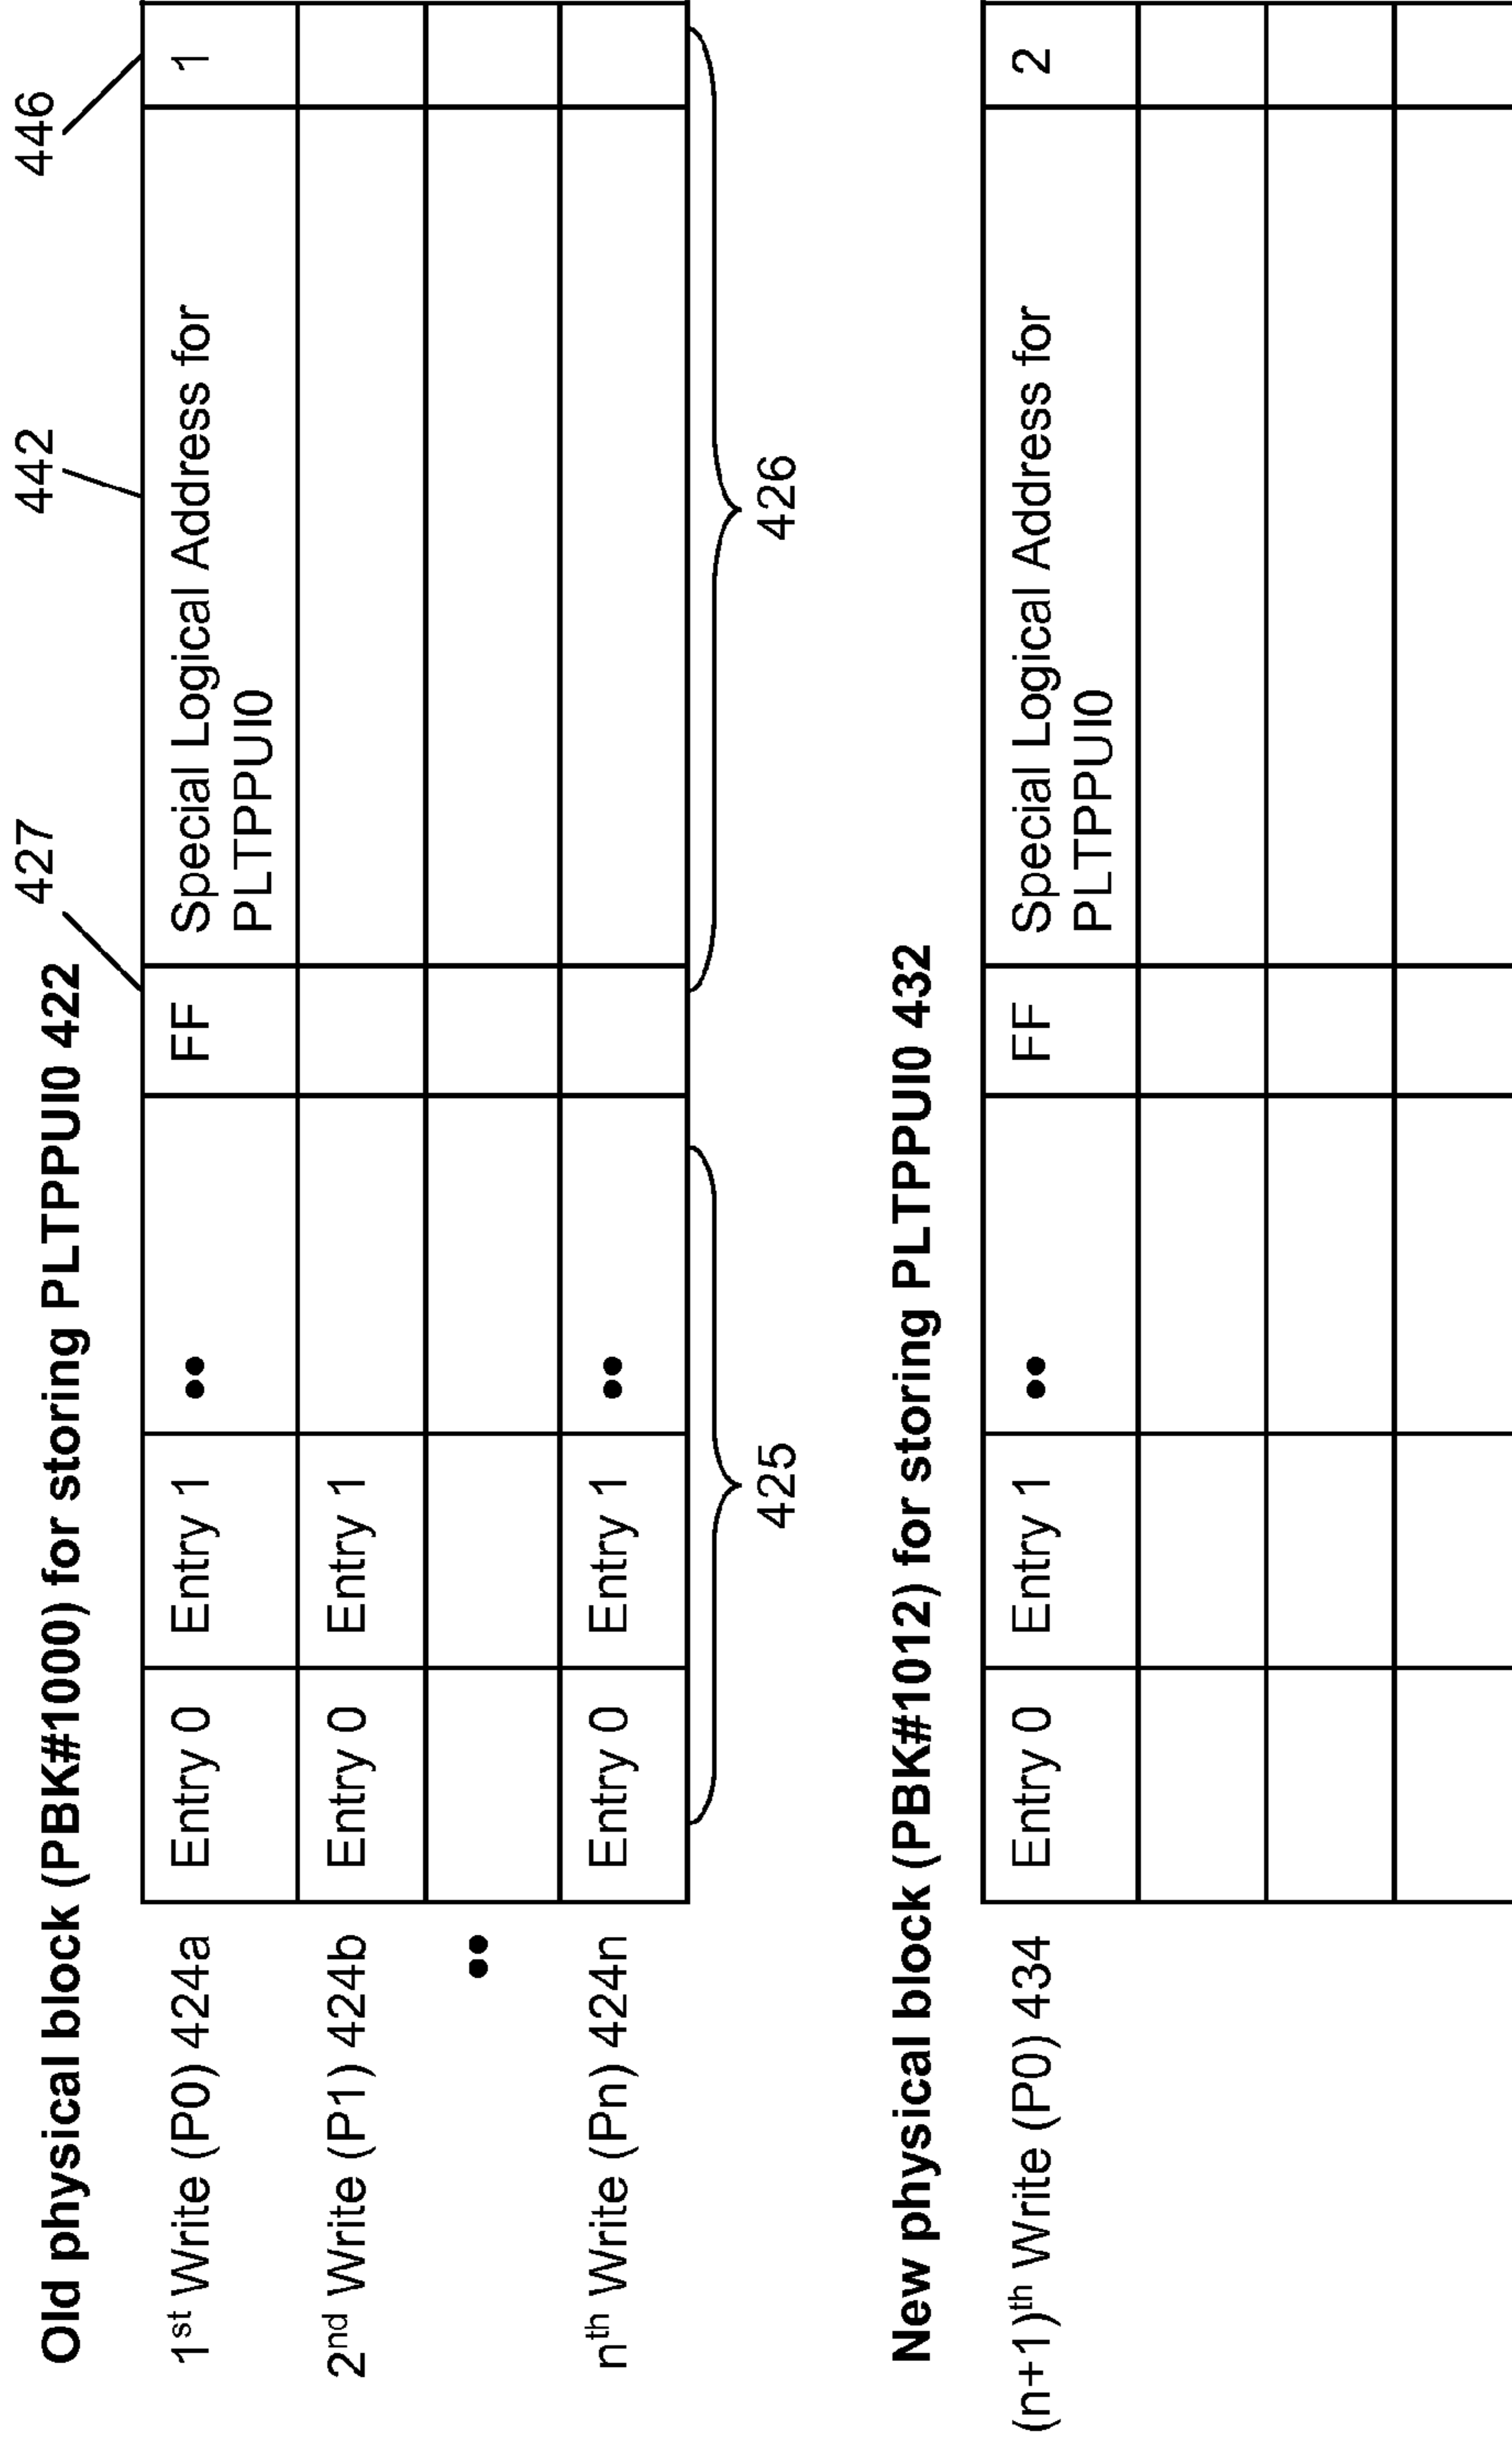 427 442 446
Old physical block (PBK#1000) for storing PLTPPUI0 422
1st Write (P0) 424a Entry 0 Entry 1 •• FF Special Logical Address for 1
PLTPPUI0
2nd Write (P1) 424b Entry 0 Entry 1
••
nth Write (Pn) 424n Entry 0 Entry 1 ••
425 426
New physical block (PBK#1012) for storing PLTPPUI0 432
(n+1)th Write (P0) 434 Entry 0 Entry 1 •• FF Special Logical Address for 2
PLTPPUI0